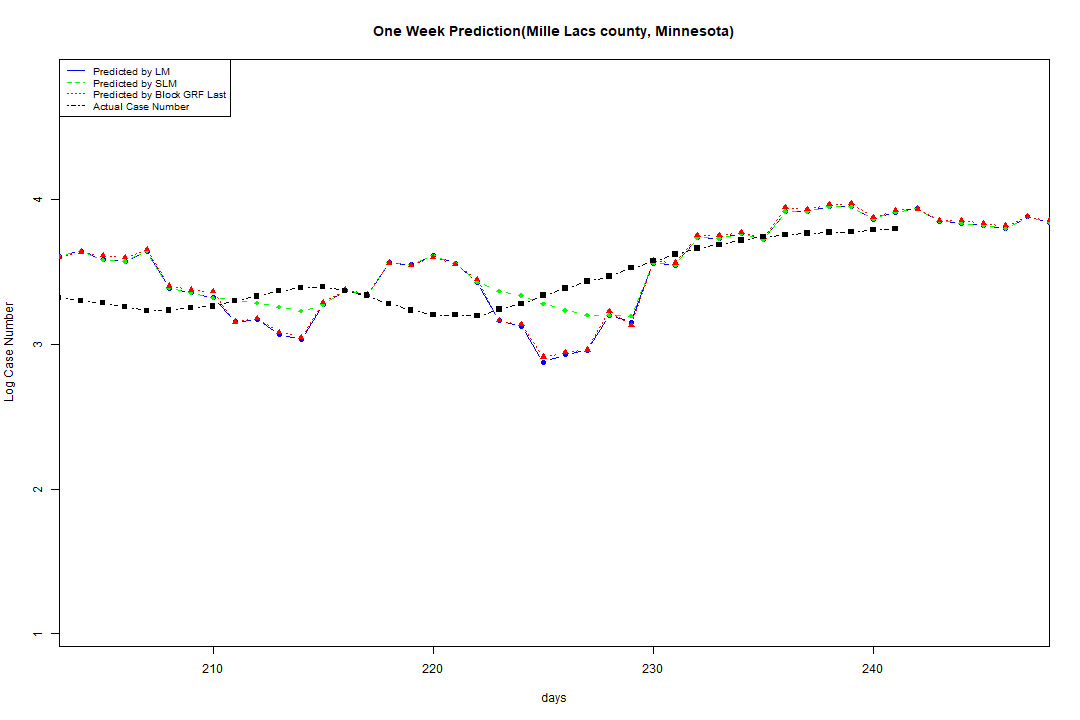 One Week Prediction(Mille Lacs county, Minnesota)
Predicted by LM
Predicted by SLM
Predicted by Block GRF Last
Actual Case Number
4
3
2
1
Log Case Number
210 220 230 240
days